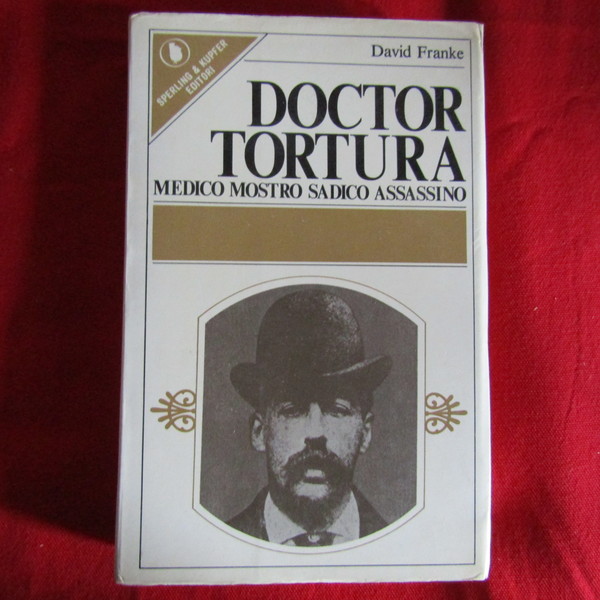 SPERLING & KUPFER
EDITORI
David Franke
DOCTOR
TORTURA
MEDICO MOSTRO SADICO ASSASSINO